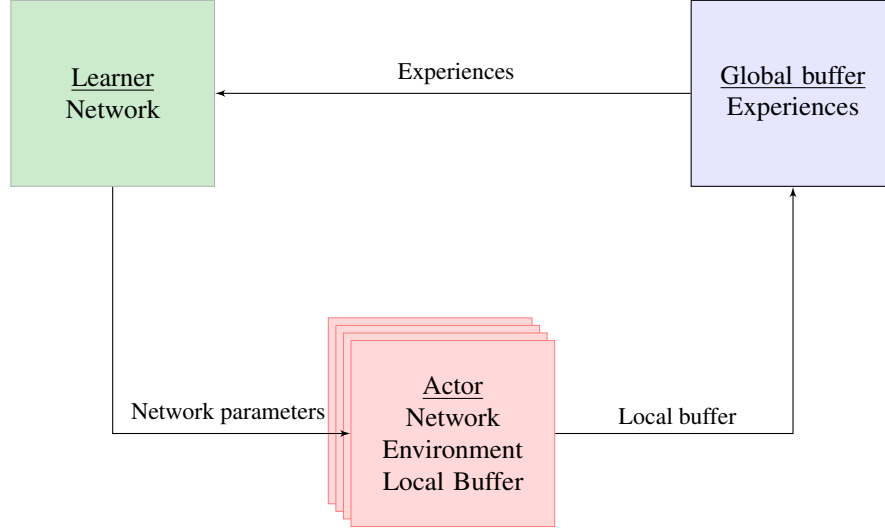 Learner
Network
Experiences
Global buffer
Experiences
Network parameters
Actor
Network
Environment
Local Buffer
Local buffer